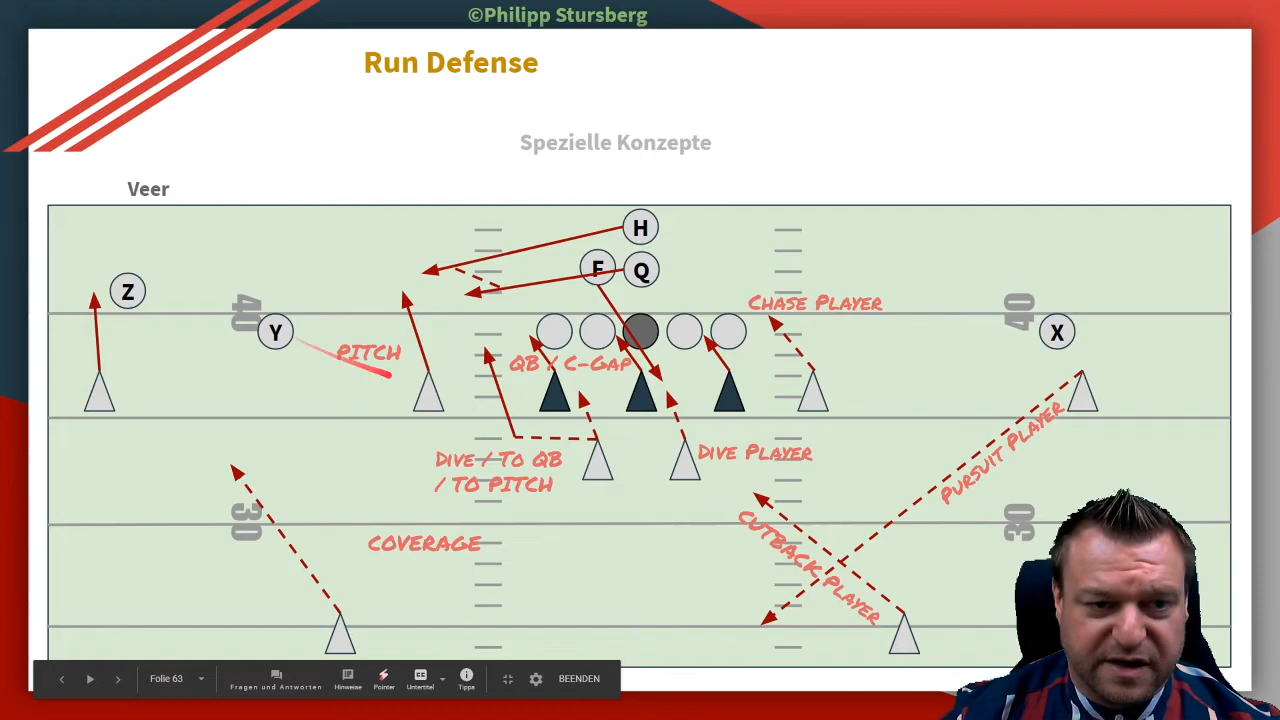 ©Philipp Stursberg
Run Defense
Spezielle Konzepte
Veer
H
F
Q
Z
Y
X
40
40
Chase Player
PITCH
QB / C-Gap
Dive / To QB
/ TO PITCH
Dive Player
Pursuit Player
30
30
Cutback Player
COVERAGE
Folie 63
Fragen und Antworten
Hinweise
Pointer
Untertitel
Tipps
BEENDEN